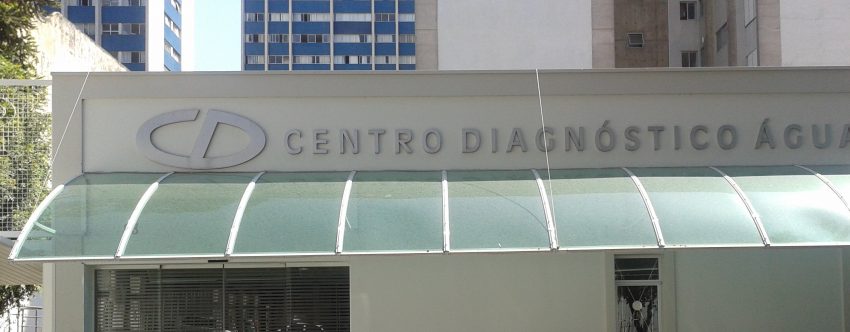 CD CENTRO DIAGNÓSTICO ÁGUA